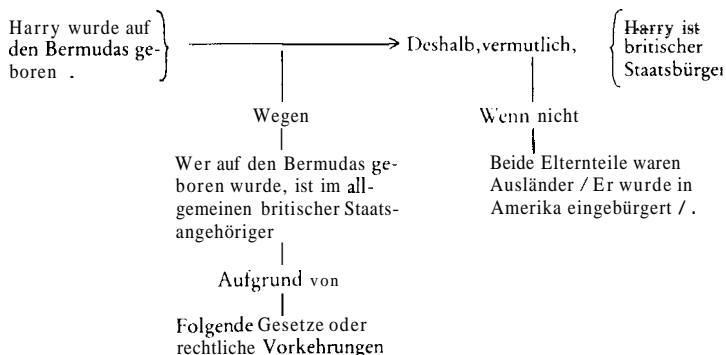 Harry wurde auf
den Bermudas ge-
boren .
Deshalb, vermutlich,
Harry ist
britischer
Staatsbürger
Wegen
Wenn nicht
Wer auf den Bermudas ge-
boren wurde, ist im all-
gemeinen britischer Staats-
angehöriger
Beide Elternteile waren
Ausländer / Er wurde in
Amerika eingebürgert / .
Aufgrund von
Folgende Gesetze oder
rechtliche Vorkehrungen